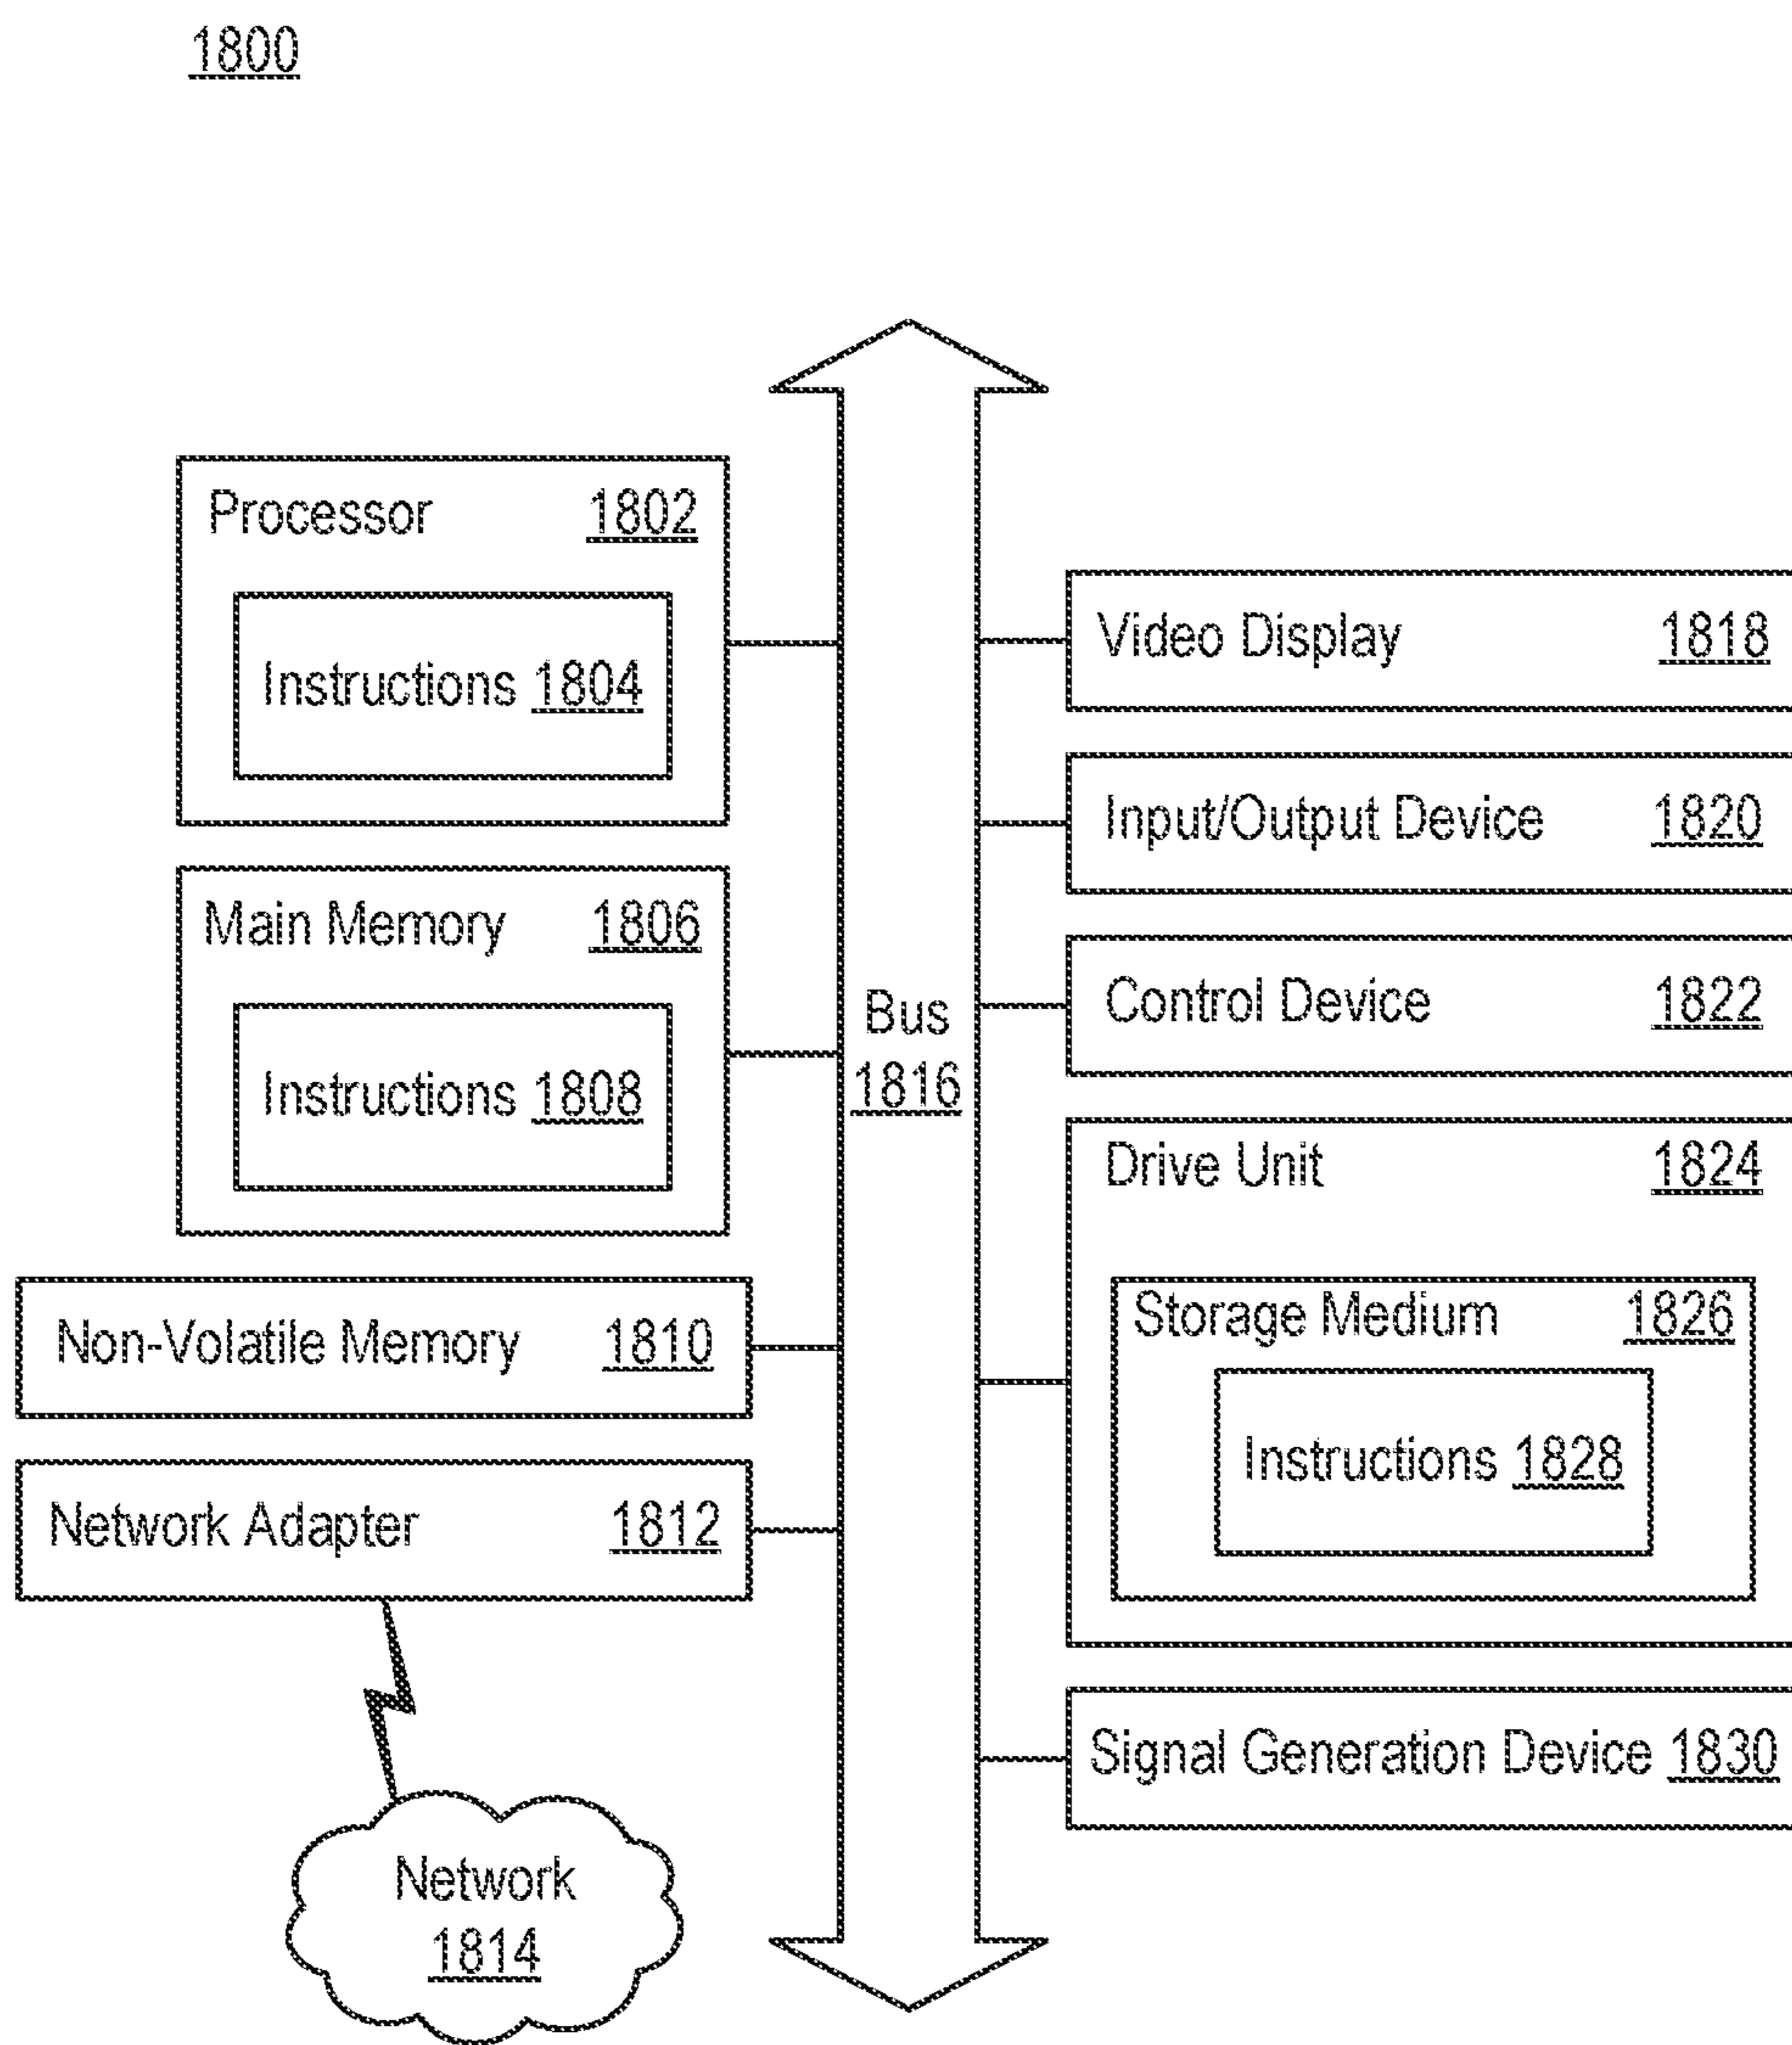 1800
Processor 1802
Instructions 1804
Main Memory 1806
Instructions 1808
Non-Volatile Memory 1810
Network Adapter 1812
Network
1814
Bus
1816
Video Display 1818
Input/Output Device 1820
Control Device 1822
Drive Unit 1824
Storage Medium 1826
Instructions 1828
Signal Generation Device 1830